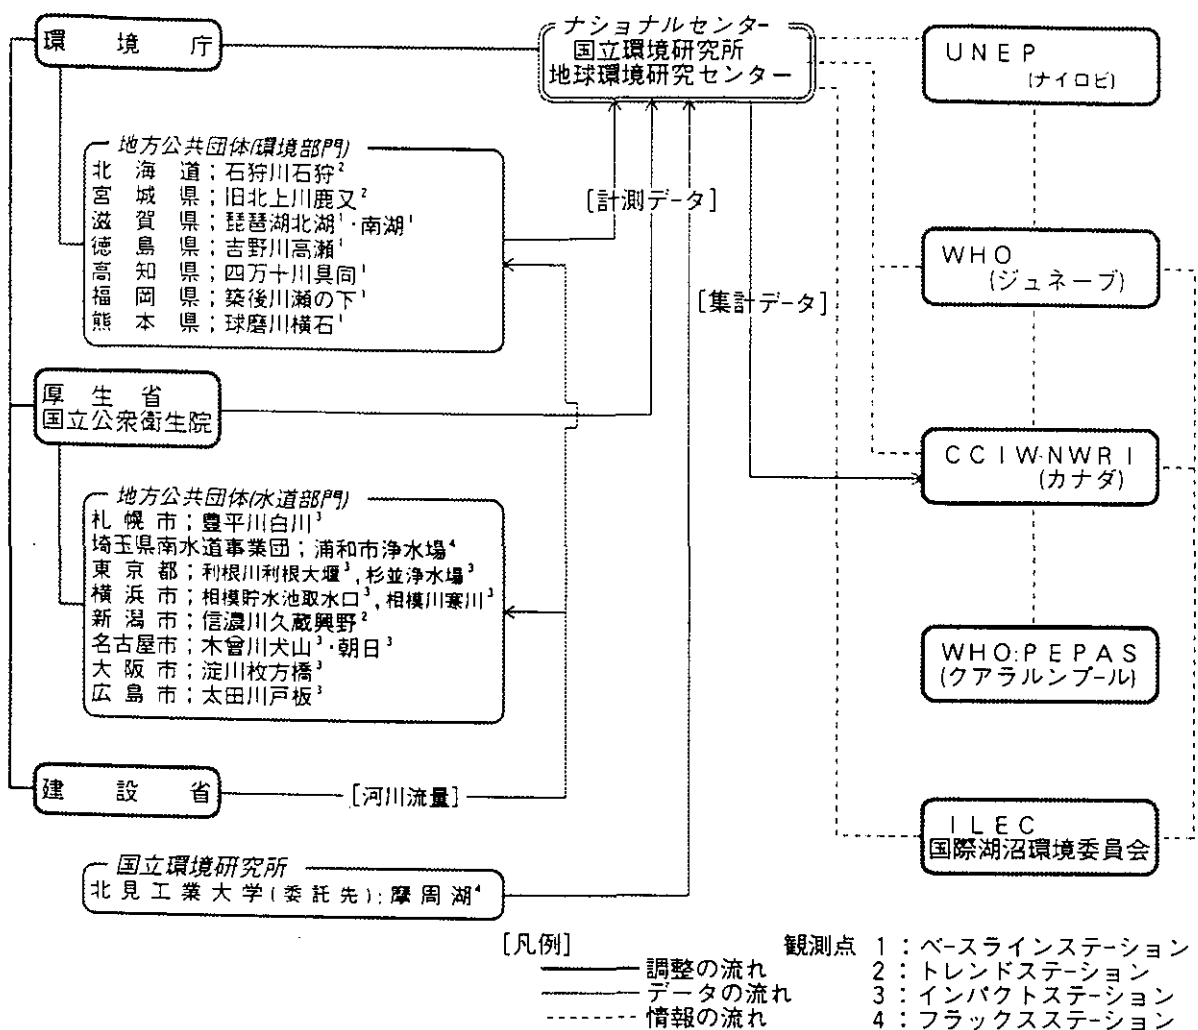 環境庁
ナショナルセンター
国立環境研究所
地球環境研究センター
UNEP
(ナイロビ)
地方公共団体(環境部門)
北海道；石狩川石狩²
宮城県；旧北上川鹿又²
滋賀県；琵琶湖北湖¹・南湖¹
徳島県；吉野川高瀬¹
高知県；四万十川具同¹
福岡県；築後川瀬の下¹
熊本県；球磨川横石¹
[計測データ]
[集計データ]
WHO
(ジュネーブ)
厚生省
国立公衆衛生院
CCIW・NWRI
(カナダ)
地方公共団体(水道部門)
札幌市；豊平川白川³
埼玉県南水道事業団；浦和市浄水場⁴
東京都；利根川利根大堰³，杉並浄水場³
横浜市；相模貯水池取水口³，相模川寒川³
新潟市；信濃川久蔵興野²
名古屋市；木曾川犬山³・朝日³
大阪市；淀川枚方橋³
広島市；太田川戸坂³
WHO:PEPAS
(クアラルンプール)
建設省
[河川流量]
ILEC
国際湖沼環境委員会
国立環境研究所
北見工業大学(委託先)；摩周湖⁴
[凡例]
調整の流れ
データの流れ
情報の流れ
観測点 1：ベースラインステーション
2：トレンドステーション
3：インパクトステーション
4：フラックスステーション